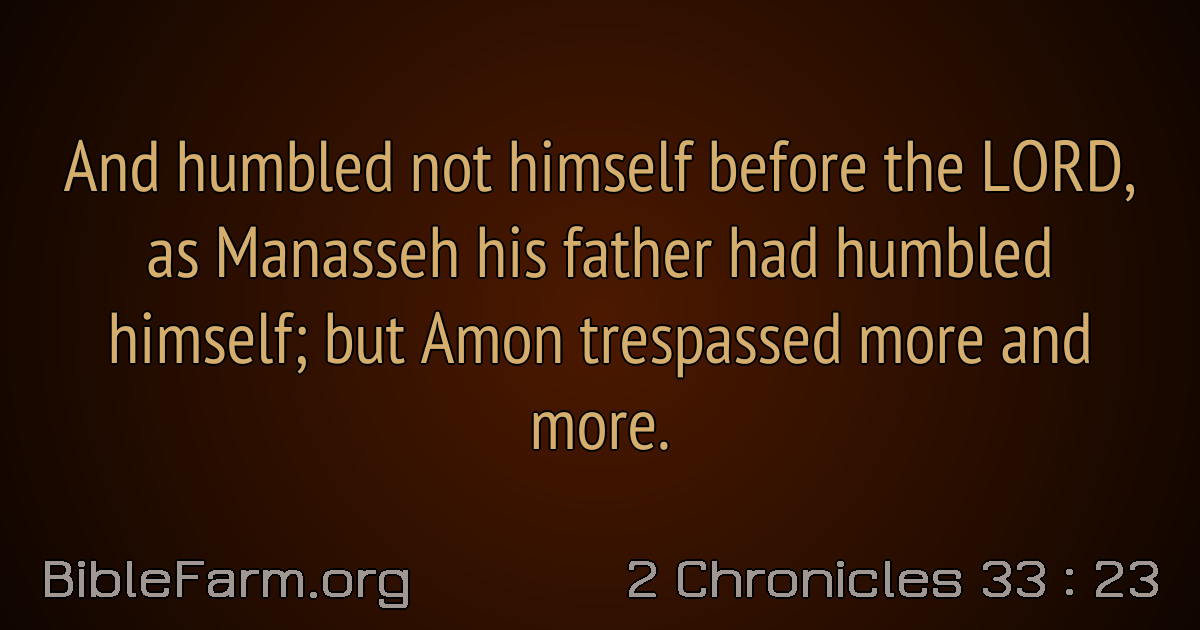 And humbled not himself before the LORD,
as Manasseh his father had humbled
himself; but Amon trespassed more and
more.
BibleFarm.org
2 Chronicles 33 : 23